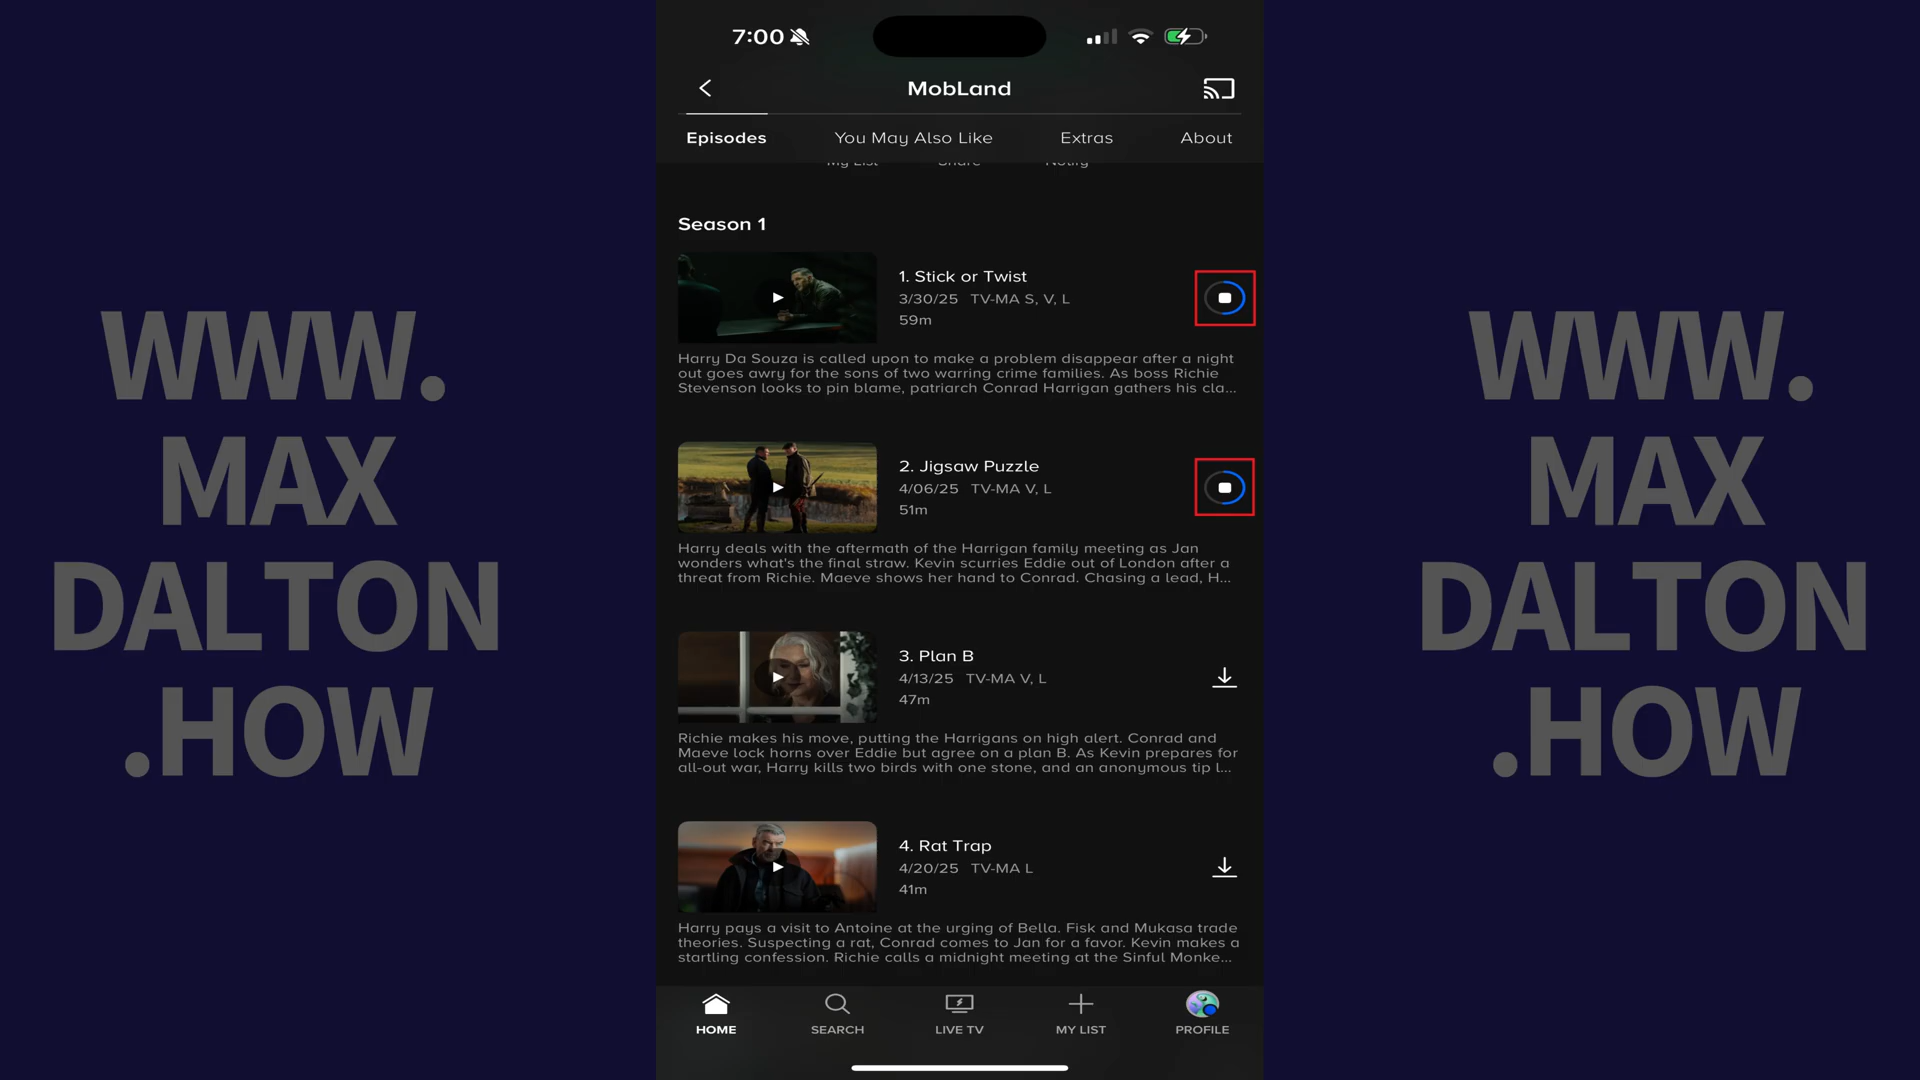 WWW.
MAX
DALTON
.HOW
7:00
MobLand
Episodes
You May Also Like
Extras
About
My List
Share
Notify
Season 1
1. Stick or Twist
3/30/25 TV-MA S, V, L
59m
Harry Da Souza is called upon to make a problem disappear after a night
out goes awry for the sons of two warring crime families. As boss Richie
Stevenson looks to pin blame, patriarch Conrad Harrigan gathers his cla...
2. Jigsaw Puzzle
4/06/25 TV-MA V, L
51m
Harry deals with the aftermath of the Harrigan family meeting as Jan
wonders what's the final straw. Kevin scurries Eddie out of London after a
threat from Richie. Maeve shows her hand to Conrad. Chasing a lead, H...
3. Plan B
4/13/25 TV-MA V, L
47m
Richie makes his move, putting the Harrigans on high alert. Conrad and
Maeve lock horns over Eddie but agree on a plan B. As Kevin prepares for
all-out war, Harry kills two birds with one stone, and an anonymous tip l...
4. Rat Trap
4/20/25 TV-MA L
41m
Harry pays a visit to Antoine at the urging of Bella. Fisk and Mukasa trade
theories. Suspecting a rat, Conrad comes to Jan for a favor. Kevin makes a
startling confession. Richie calls a midnight meeting at the Sinful Monke...
HOME
SEARCH
LIVE TV
MY LIST
PROFILE
WWW.
MAX
DALTON
.HOW